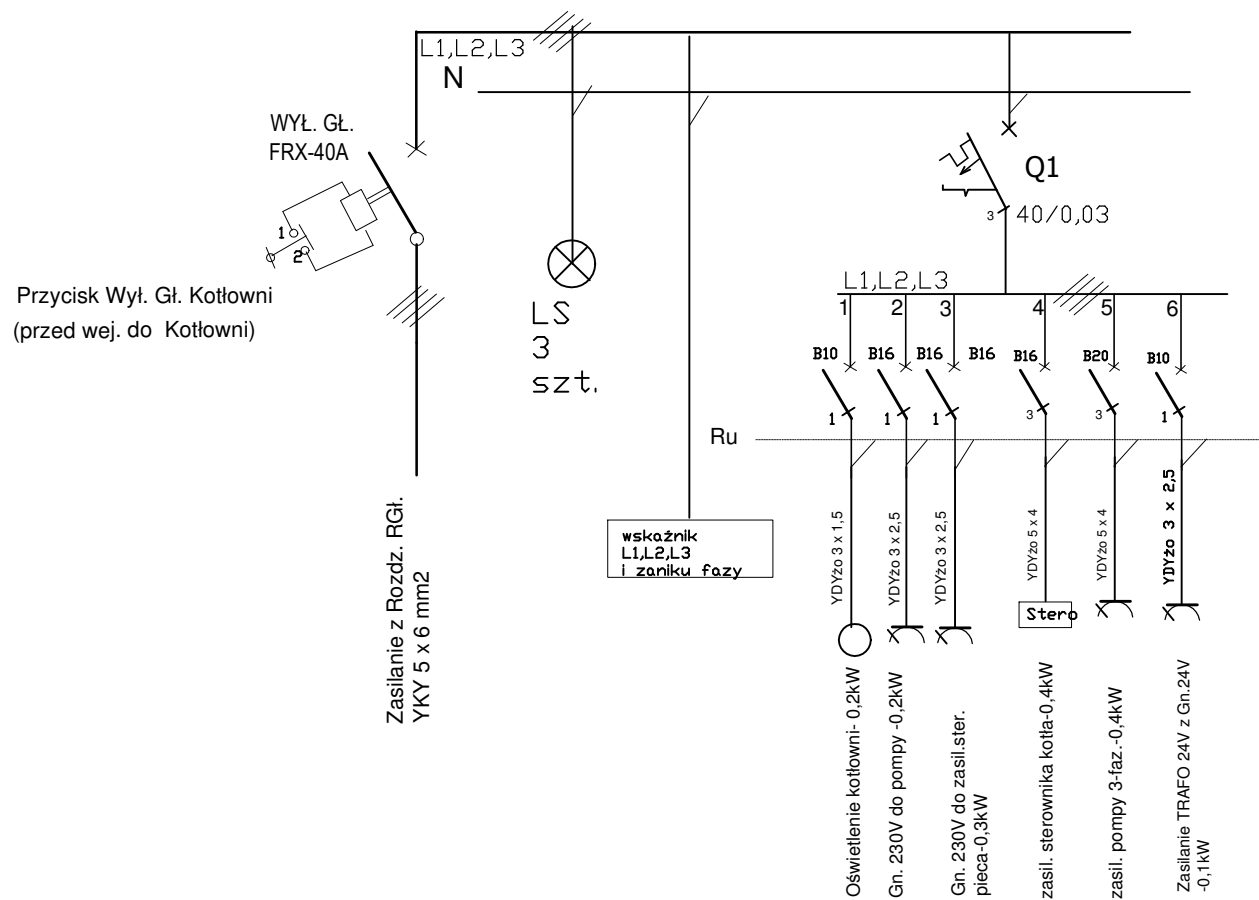 L1,L2,L3
N
WYŁ. GŁ.
FRX-40A
1
2
Przycisk Wył. Gł. Kotłowni
(przed wej. do Kotłowni)
LS
3
szt.
Q1
3
40/0,03
L1,L2,L3
1
2
3
4
5
6
B10
B16
B16
B16
B16
B20
B10
1
1
1
3
3
1
Ru
Zasilanie z Rozdz. RGł.
YKY 5 x 6 mm2
wskaźnik
L1,L2,L3
i zaniku fazy
YDYżo 3 x 1,5
YDYżo 3 x 2,5
YDYżo 3 x 2,5
YDYżo 5 x 4
YDYżo 5 x 4
YDYżo 3 x 2,5
Stero
Oświetlenie kotłowni- 0,2kW
Gn. 230V do pompy -0,2kW
Gn. 230V do zasil.ster.
pieca-0,3kW
zasil. sterownika kotła-0,4kW
zasil. pompy 3-faz.-0,4kW
Zasilanie TRAFO 24V z Gn.24V
-0,1kW